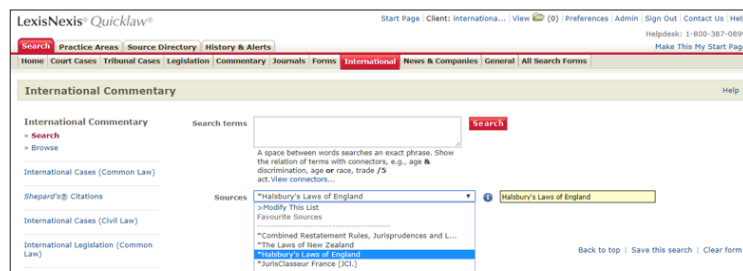 LexisNexis® Quicklaw®
Start Page | Client: internationa... | View (0) | Preferences | Admin | Sign Out | Contact Us | Help
Helpdesk: 1-800-387-0899
Make This My Start Page
Search Practice Areas Source Directory History & Alerts
Home Court Cases Tribunal Cases Legislation Commentary Journals Forms International News & Companies General All Search Forms
International Commentary Help
International Commentary
» Search
» Browse
International Cases (Common Law)
Shepard's® Citations
International Cases (Civil Law)
International Legislation (Common
Law)
Search terms Search
A space between words searches an exact phrase. Show
the relation of terms with connectors, e.g., age &
discrimination, age or race, trade /5
act. View connectors...
Sources *Halsbury's Laws of England Halsbury's Laws of England
>Modify This List
Favourite Sources
--------------------------------
*Combined Restatement Rules, Jurisprudences and L...
*The Laws of New Zealand
*Halsbury's Laws of England
*JurisClasseur France (JCl.)
Back to top | Save this search | Clear form